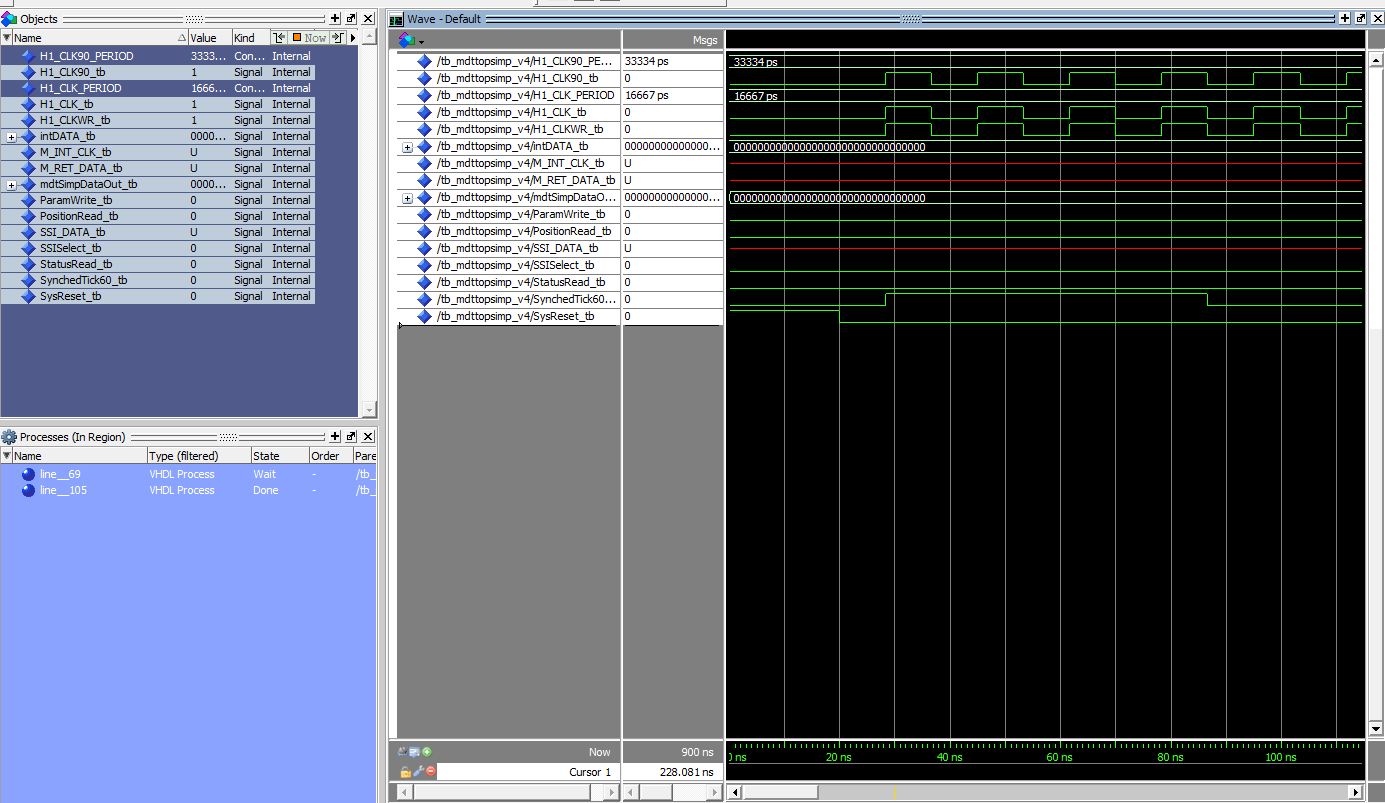 Objects
Name Value Kind Now
H1_CLK90_PERIOD 3333... Con... Internal
H1_CLK90_tb 1 Signal Internal
H1_CLK_PERIOD 1666... Con... Internal
H1_CLK_tb 1 Signal Internal
H1_CLKWR_tb 1 Signal Internal
intDATA_tb 0000... Signal Internal
M_INT_CLK_tb U Signal Internal
M_RET_DATA_tb U Signal Internal
mdtSimpDataOut_tb 0000... Signal Internal
ParamWrite_tb 0 Signal Internal
PositionRead_tb 0 Signal Internal
SSI_DATA_tb U Signal Internal
SSISelect_tb 0 Signal Internal
StatusRead_tb 0 Signal Internal
SynchedTick60_tb 0 Signal Internal
SysReset_tb 0 Signal Internal
Processes (In Region)
Name Type (filtered) State Order Pare
line__69 VHDL Process Wait - /tb_
line__105 VHDL Process Done - /tb_
Wave - Default
Msgs
/tb_mdttopsimp_v4/H1_CLK90_PE... 33334 ps 33334 ps
/tb_mdttopsimp_v4/H1_CLK90_tb 0
/tb_mdttopsimp_v4/H1_CLK_PERIOD 16667 ps 16667 ps
/tb_mdttopsimp_v4/H1_CLK_tb 0
/tb_mdttopsimp_v4/H1_CLKWR_tb 0
/tb_mdttopsimp_v4/intDATA_tb 00000000000000... 00000000000000000000000000000000
/tb_mdttopsimp_v4/M_INT_CLK_tb U
/tb_mdttopsimp_v4/M_RET_DATA_tb U
/tb_mdttopsimp_v4/mdtSimpDataO... 00000000000000... 00000000000000000000000000000000
/tb_mdttopsimp_v4/ParamWrite_tb 0
/tb_mdttopsimp_v4/PositionRead_tb 0
/tb_mdttopsimp_v4/SSI_DATA_tb U
/tb_mdttopsimp_v4/SSISelect_tb 0
/tb_mdttopsimp_v4/StatusRead_tb 0
/tb_mdttopsimp_v4/SynchedTick60... 0
/tb_mdttopsimp_v4/SysReset_tb 0
Now 900 ns
Cursor 1 228.081 ns
ns 20 ns 40 ns 60 ns 80 ns 100 ns